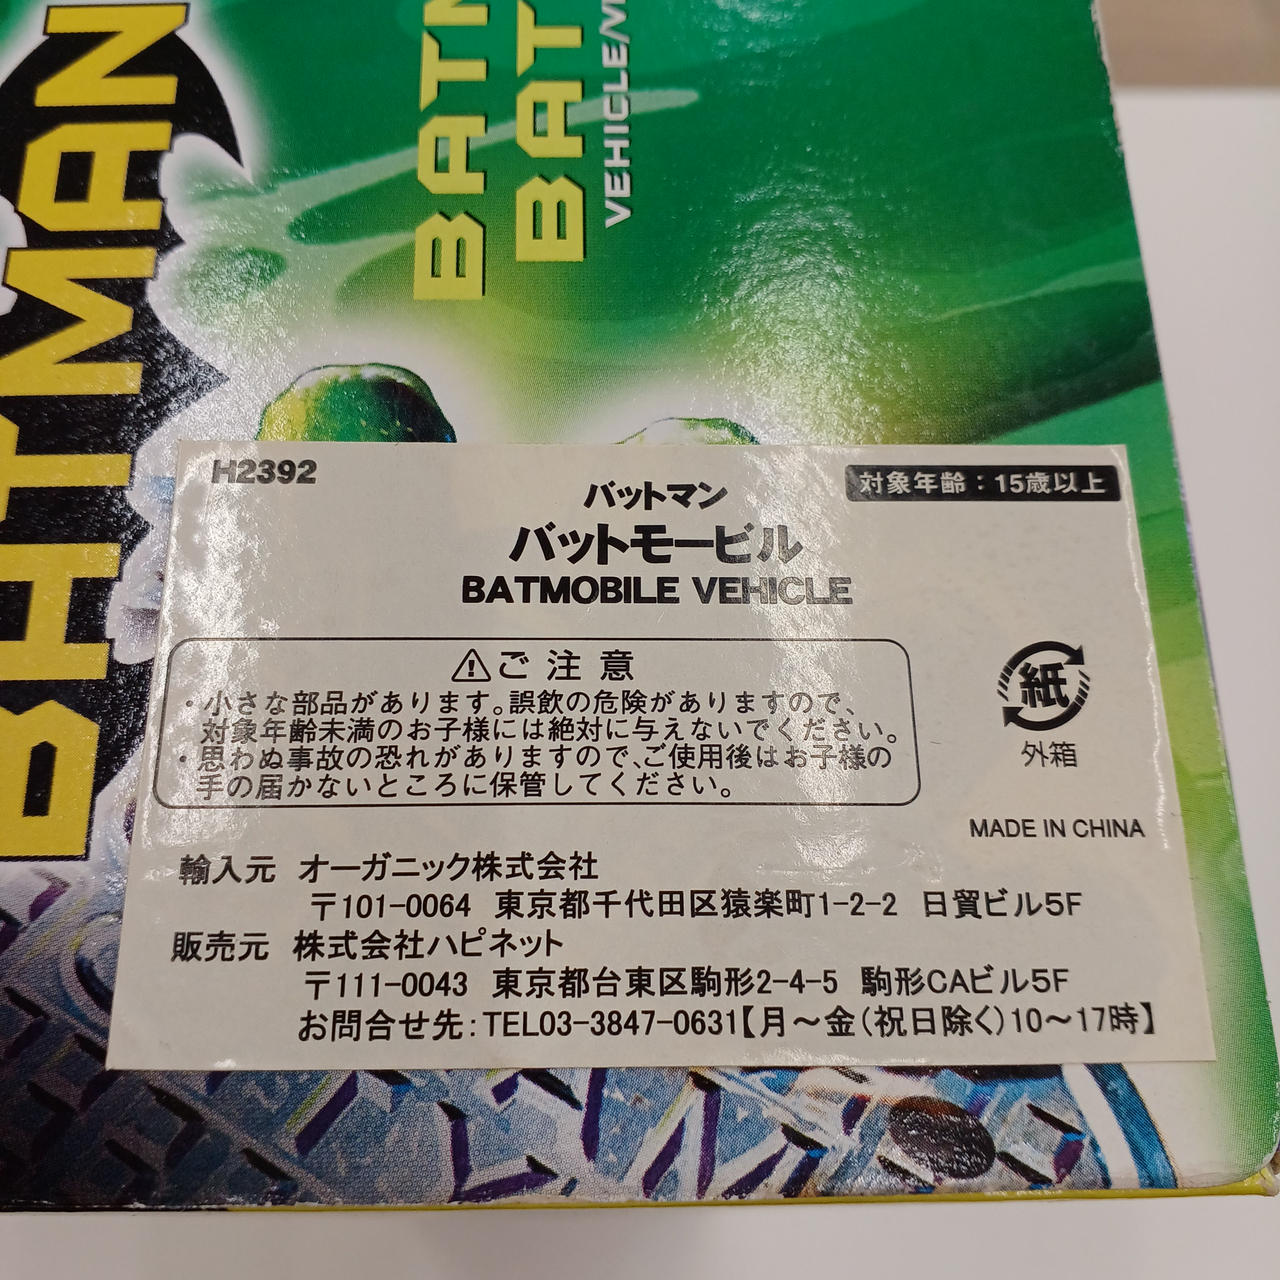 BATMAN
BATM
BAT
VEHICLE/V
H2392
バットマン
対象年齢：15歳以上
バットモービル
BATMOBILE VEHICLE
ご注意
・小さな部品があります。誤飲の危険がありますので、
対象年齢未満のお子様には絶対に与えないでください。
・思わぬ事故の恐れがありますので、ご使用後はお子様の
手の届かないところに保管してください。
紙
外箱
MADE IN CHINA
輸入元 オーガニック株式会社
〒101-0064 東京都千代田区猿楽町1-2-2 日貿ビル5F
販売元 株式会社ハピネット
〒111-0043 東京都台東区駒形2-4-5 駒形CAビル5F
お問合せ先：TEL03-3847-0631【月～金（祝日除く）10～17時】